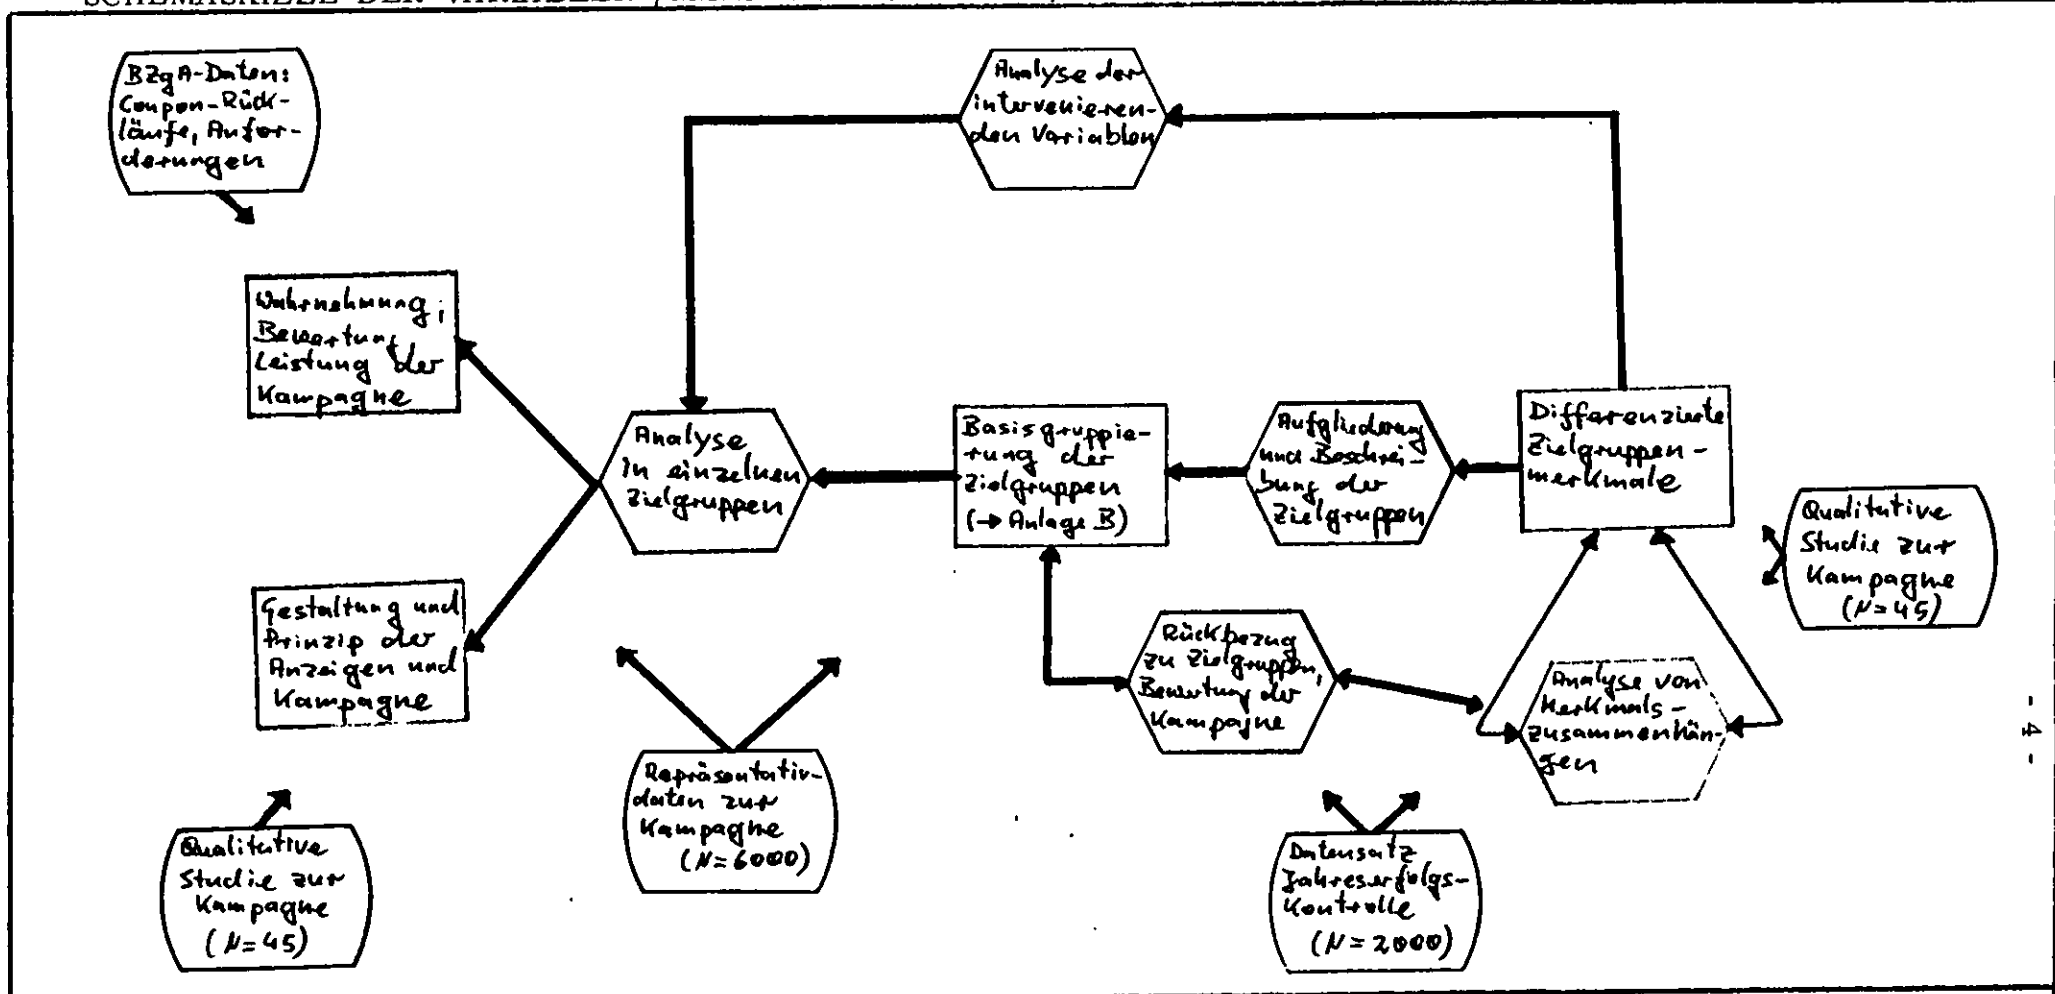 BZgA-Daten:
Coupon-Rück-
läufe, Anfor-
derungen
Analyse der
intervenieren-
den Variablen
Wahrnehmung;
Bewertung
Leistung der
Kampagne
Analyse
in einzelnen
Zielgruppen
Basisgruppie-
rung der
Zielgruppen
(→ Anlage B)
Aufgliederung
und Beschrei-
bung der
Zielgruppen
Differenzierte
Zielgruppen-
merkmale
Qualitative
Studie zur
Kampagne
(N=45)
Gestaltung und
Prinzip der
Anzeigen und
Kampagne
Rückbezug
zu Zielgruppen,
Bewertung der
Kampagne
Analyse von
Merkmals-
zusammenhän-
gen
Repräsentativ-
daten zur
Kampagne
(N=6000)
Qualitative
Studie zur
Kampagne
(N=45)
Datensatz
Jahreserfolgs-
kontrolle
(N=2000)
- 4 -